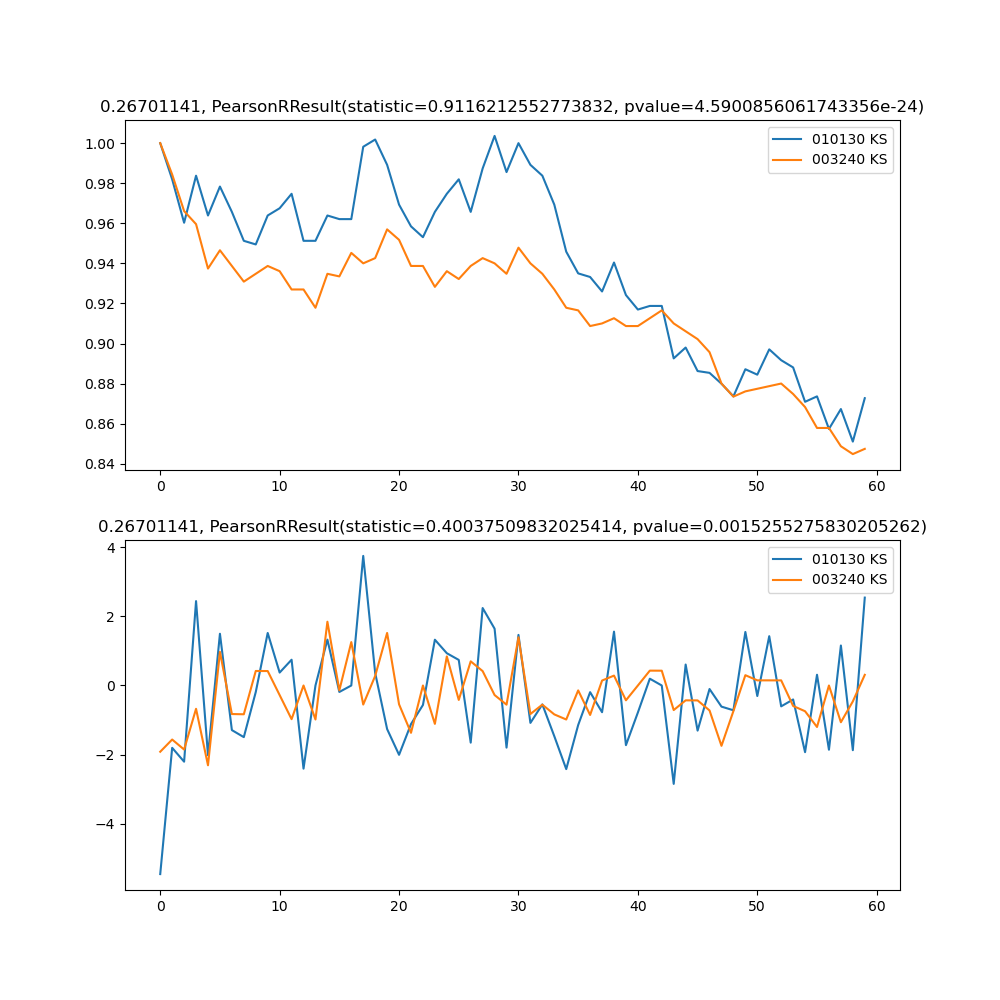 0.26701141, PearsonRResult(statistic=0.9116212552773832, pvalue=4.5900856061743356e-24)
1.00
0.98
0.96
0.94
0.92
0.90
0.88
0.86
0.84
010130 KS
003240 KS
0 10 20 30 40 50 60
0.26701141, PearsonRResult(statistic=0.40037509832025414, pvalue=0.0015255275830205262)
4
2
0
−2
−4
010130 KS
003240 KS
0 10 20 30 40 50 60